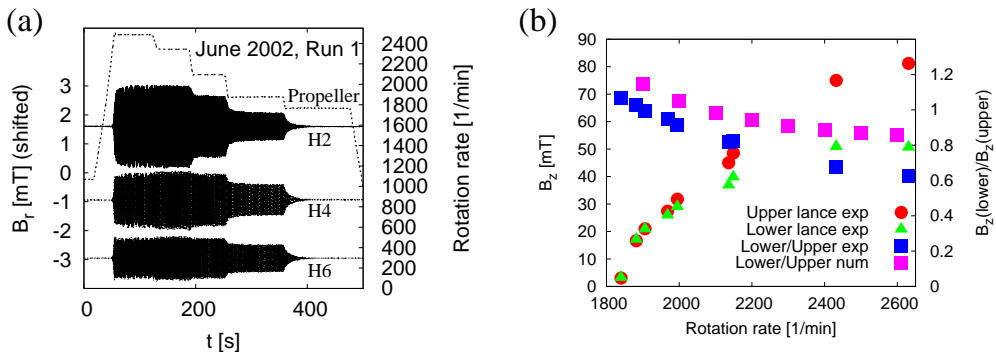 (a)
June 2002, Run 1
Propeller
H2
H4
H6
B_r [mT] (shifted)
3
2
1
0
-1
-2
-3
0
200
400
t [s]
2400
2200
2000
1800
1600
1400
1200
1000
800
600
400
200
0
Rotation rate [1/min]
(b)
B_z [mT]
90
80
70
60
50
40
30
20
10
0
1800
2000
2200
2400
2600
Rotation rate [1/min]
1.2
1
0.8
0.6
0.4
0.2
0
B_z(lower)/B_z(upper)
Upper lance exp
Lower lance exp
Lower/Upper exp
Lower/Upper num